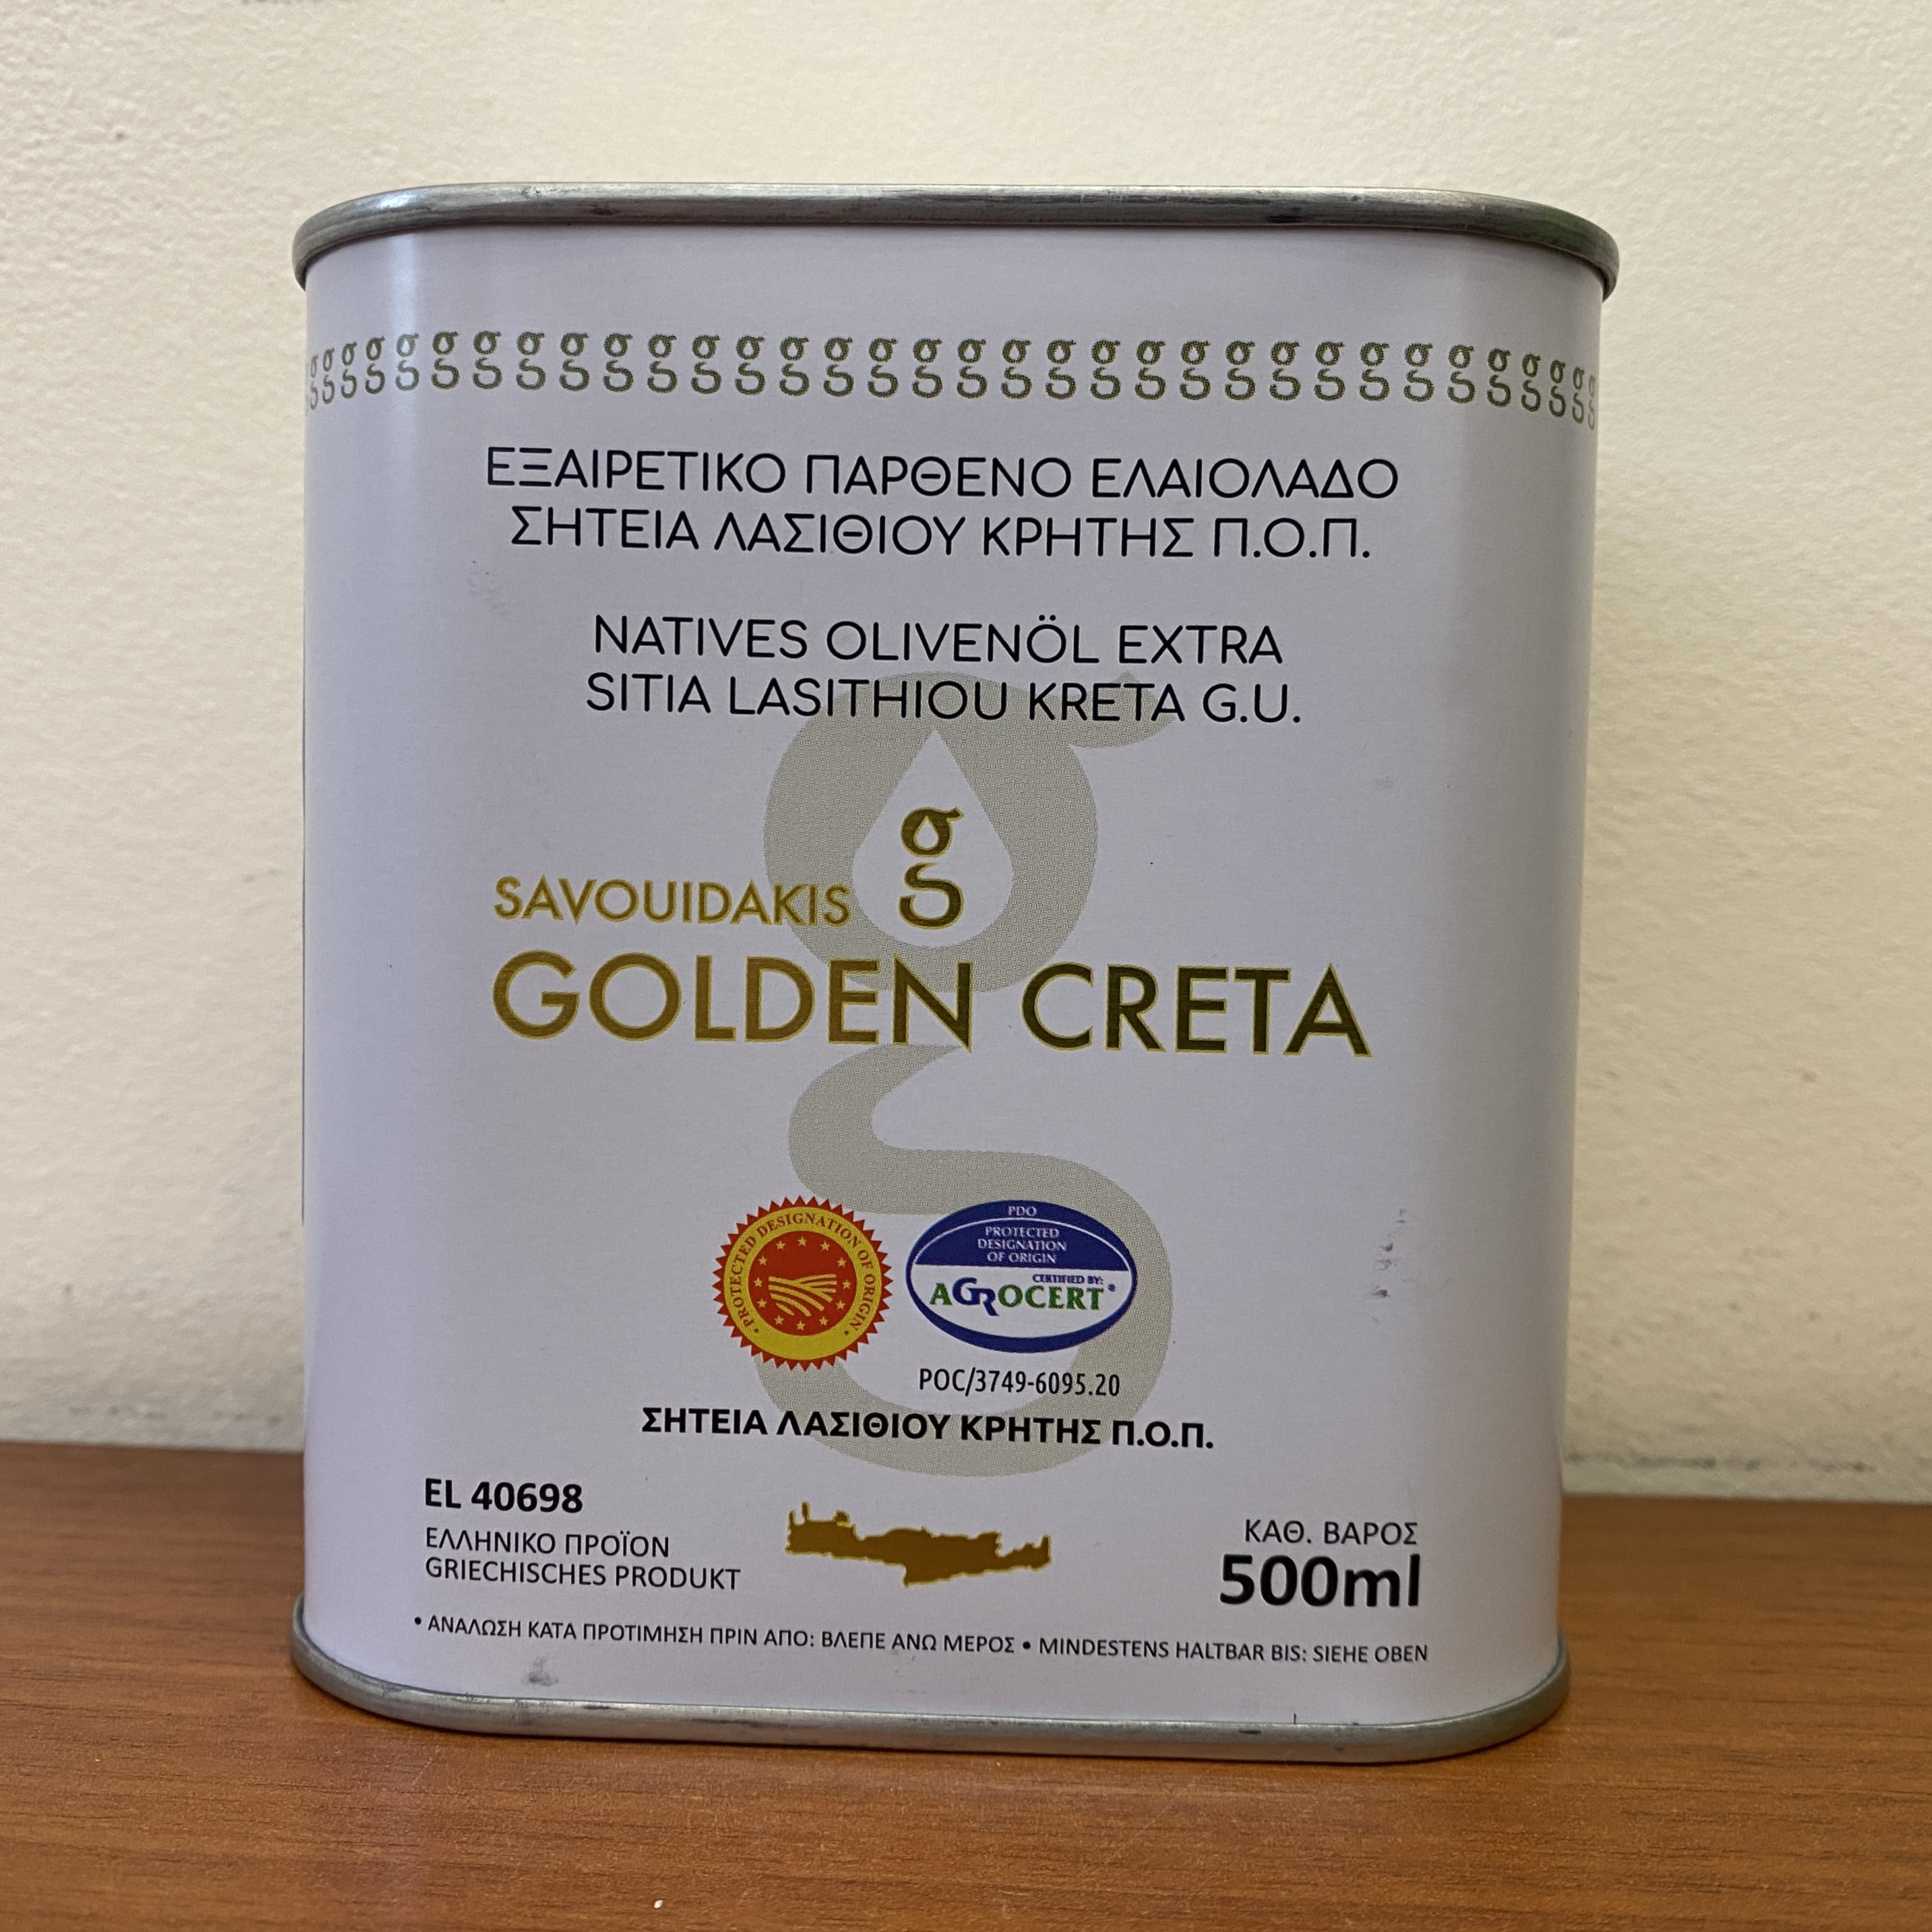 ΕΞΑΙΡΕΤΙΚΟ ΠΑΡΘΕΝΟ ΕΛΑΙΟΛΑΔΟ
ΣΗΤΕΙΑ ΛΑΣΙΘΙΟΥ ΚΡΗΤΗΣ Π.Ο.Π.
NATIVES OLIVENÖL EXTRA
SITIA LASITHIOU KRETA G.U.
g
SAVOUIDAKIS
GOLDEN CRETA
PROTECTED DESIGNATION OF ORIGIN
PDO
PROTECTED
DESIGNATION
OF ORIGIN
CERTIFIED BY:
AGROCERT®
POC/3749-6095.20
ΣΗΤΕΙΑ ΛΑΣΙΘΙΟΥ ΚΡΗΤΗΣ Π.Ο.Π.
EL 40698
ΕΛΛΗΝΙΚΟ ΠΡΟΪΟΝ
GRIECHISCHES PRODUKT
ΚΑΘ. ΒΑΡΟΣ
500ml
• ΑΝΑΛΩΣΗ ΚΑΤΑ ΠΡΟΤΙΜΗΣΗ ΠΡΙΝ ΑΠΟ: ΒΛΕΠΕ ΑΝΩ ΜΕΡΟΣ • MINDESTENS HALTBAR BIS: SIEHE OBEN